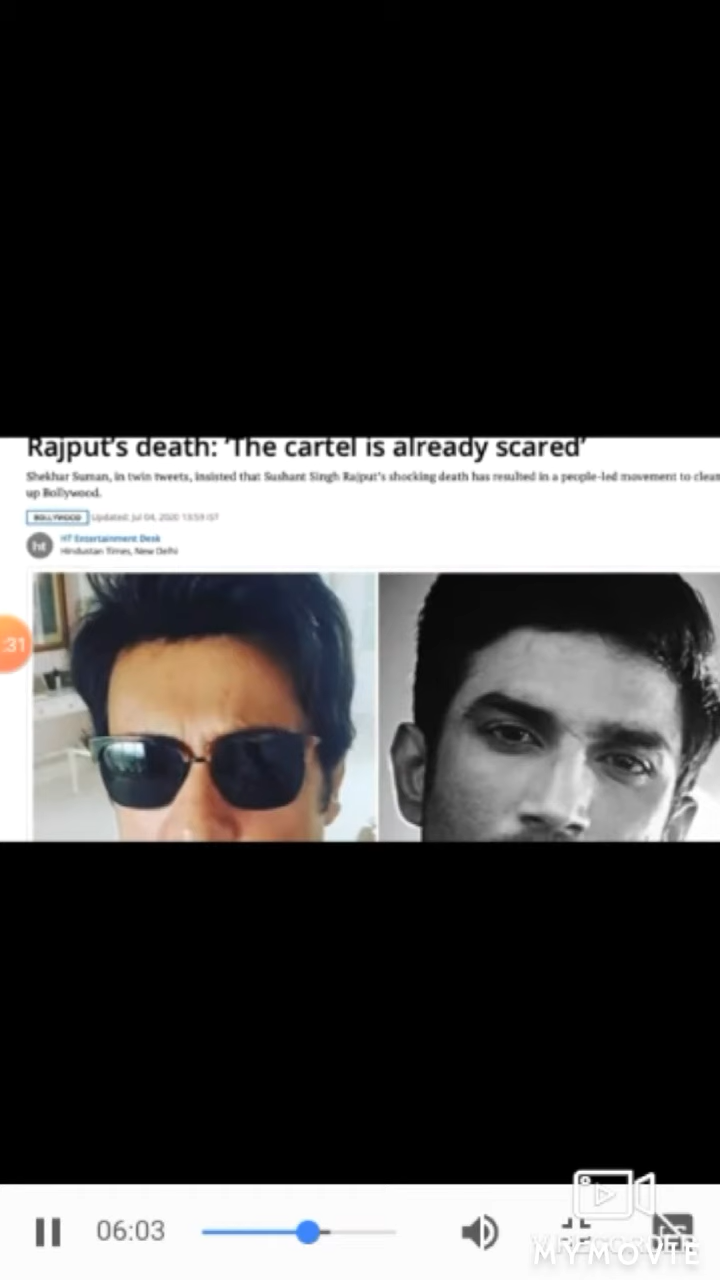 Rajput's death: 'The cartel is already scared'
Shekhar Suman, in twin tweets, insisted that Sushant Singh Rajput's shocking death has resulted in a people-led movement to clean
up Bollywood.
BOLLYWOOD Updated: Jul 04, 2020 13:59 IST
ht HT Entertainment Desk
Hindustan Times, New Delhi
:31
06:03
RECORDER
MYMOVIE